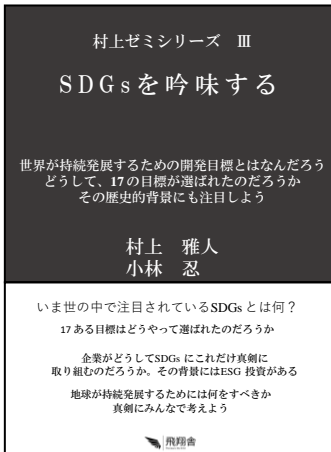 村上ゼミシリーズ Ⅲ
SDGsを吟味する
世界が持続発展するための開発目標とはなんだろう
どうして、17の目標が選ばれたのだろうか
その歴史的背景にも注目しよう
村上 雅人
小林 忍
いま世の中で注目されているSDGs とは何？
17 ある目標はどうやって選ばれたのだろうか
企業がどうしてSDGs にこれだけ真剣に
取り組むのだろうか。その背景にはESG 投資がある
地球が持続発展するためには何をすべきか
真剣にみんなで考えよう
飛翔舎